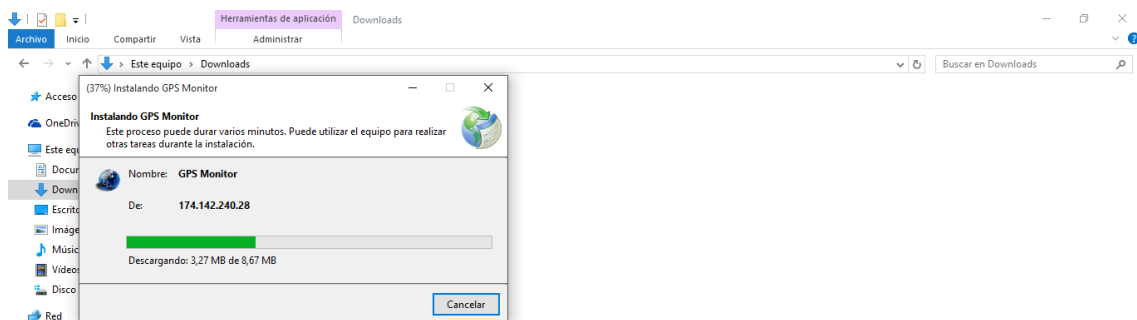 Herramientas de aplicación Downloads
Archivo Inicio Compartir Vista Administrar
Este equipo > Downloads
Buscar en Downloads
Acceso
OneDriv
Este equ
Docum
Down
Escrito
Imáge
Músic
Vídeos
Disco
Red
(37%) Instalando GPS Monitor
Instalando GPS Monitor
Este proceso puede durar varios minutos. Puede utilizar el equipo para realizar
otras tareas durante la instalación.
Nombre: GPS Monitor
De: 174.142.240.28
Descargando: 3,27 MB de 8,67 MB
Cancelar